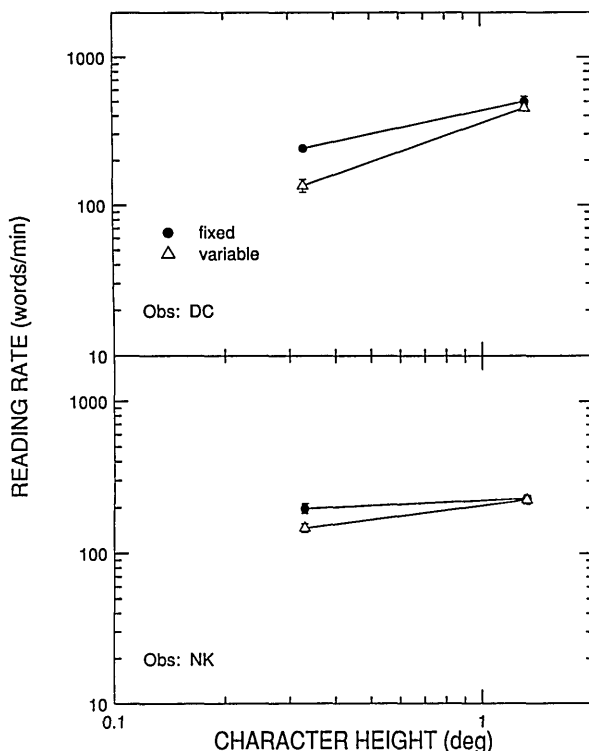 1000
100
● fixed
△ variable
Obs: DC
10
1000
100
Obs: NK
10
0.1
1
READING RATE (words/min)
CHARACTER HEIGHT (deg)